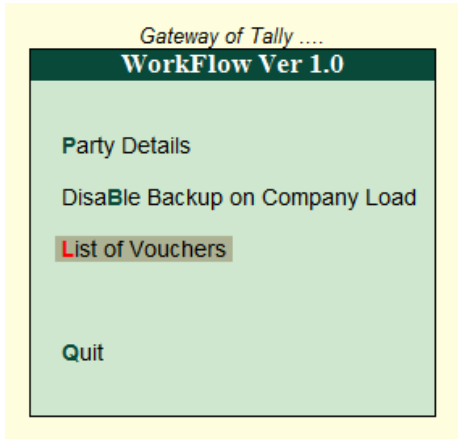 Gateway of Tally ....
WorkFlow Ver 1.0
Party Details
DisaBle Backup on Company Load
List of Vouchers
Quit